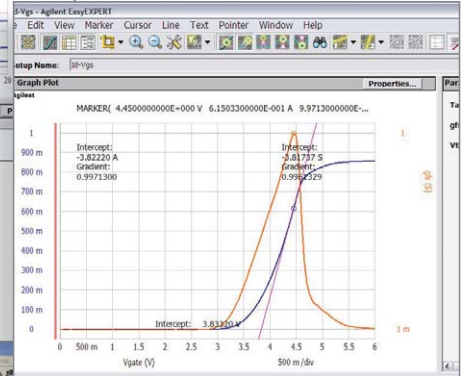 d-Vgs - Agilent EasyEXPERT
Edit View Marker Cursor Line Text Pointer Window Help
etup Name: Id-Vgs
20
Graph Plot
Properties...
Par
Agilent
MARKER( 4.4500000000E+000 V 6.1503300000E-001 A 9.9713000000E-...
Ta
gf
Vt
Intercept:
-3.82220 A
Gradient:
0.9971300
Intercept:
-3.81737 S
Gradient:
1
900 m
800 m
700 m
600 m
500 m
400 m
300 m
200 m
100 m
0
1
gfs (S)
1 m
Intercept: 3.83320 V
0 500 m 1 1.5 2 2.5 3 3.5 4 4.5 5 5.5 6
Vgate (V)
500 m /div